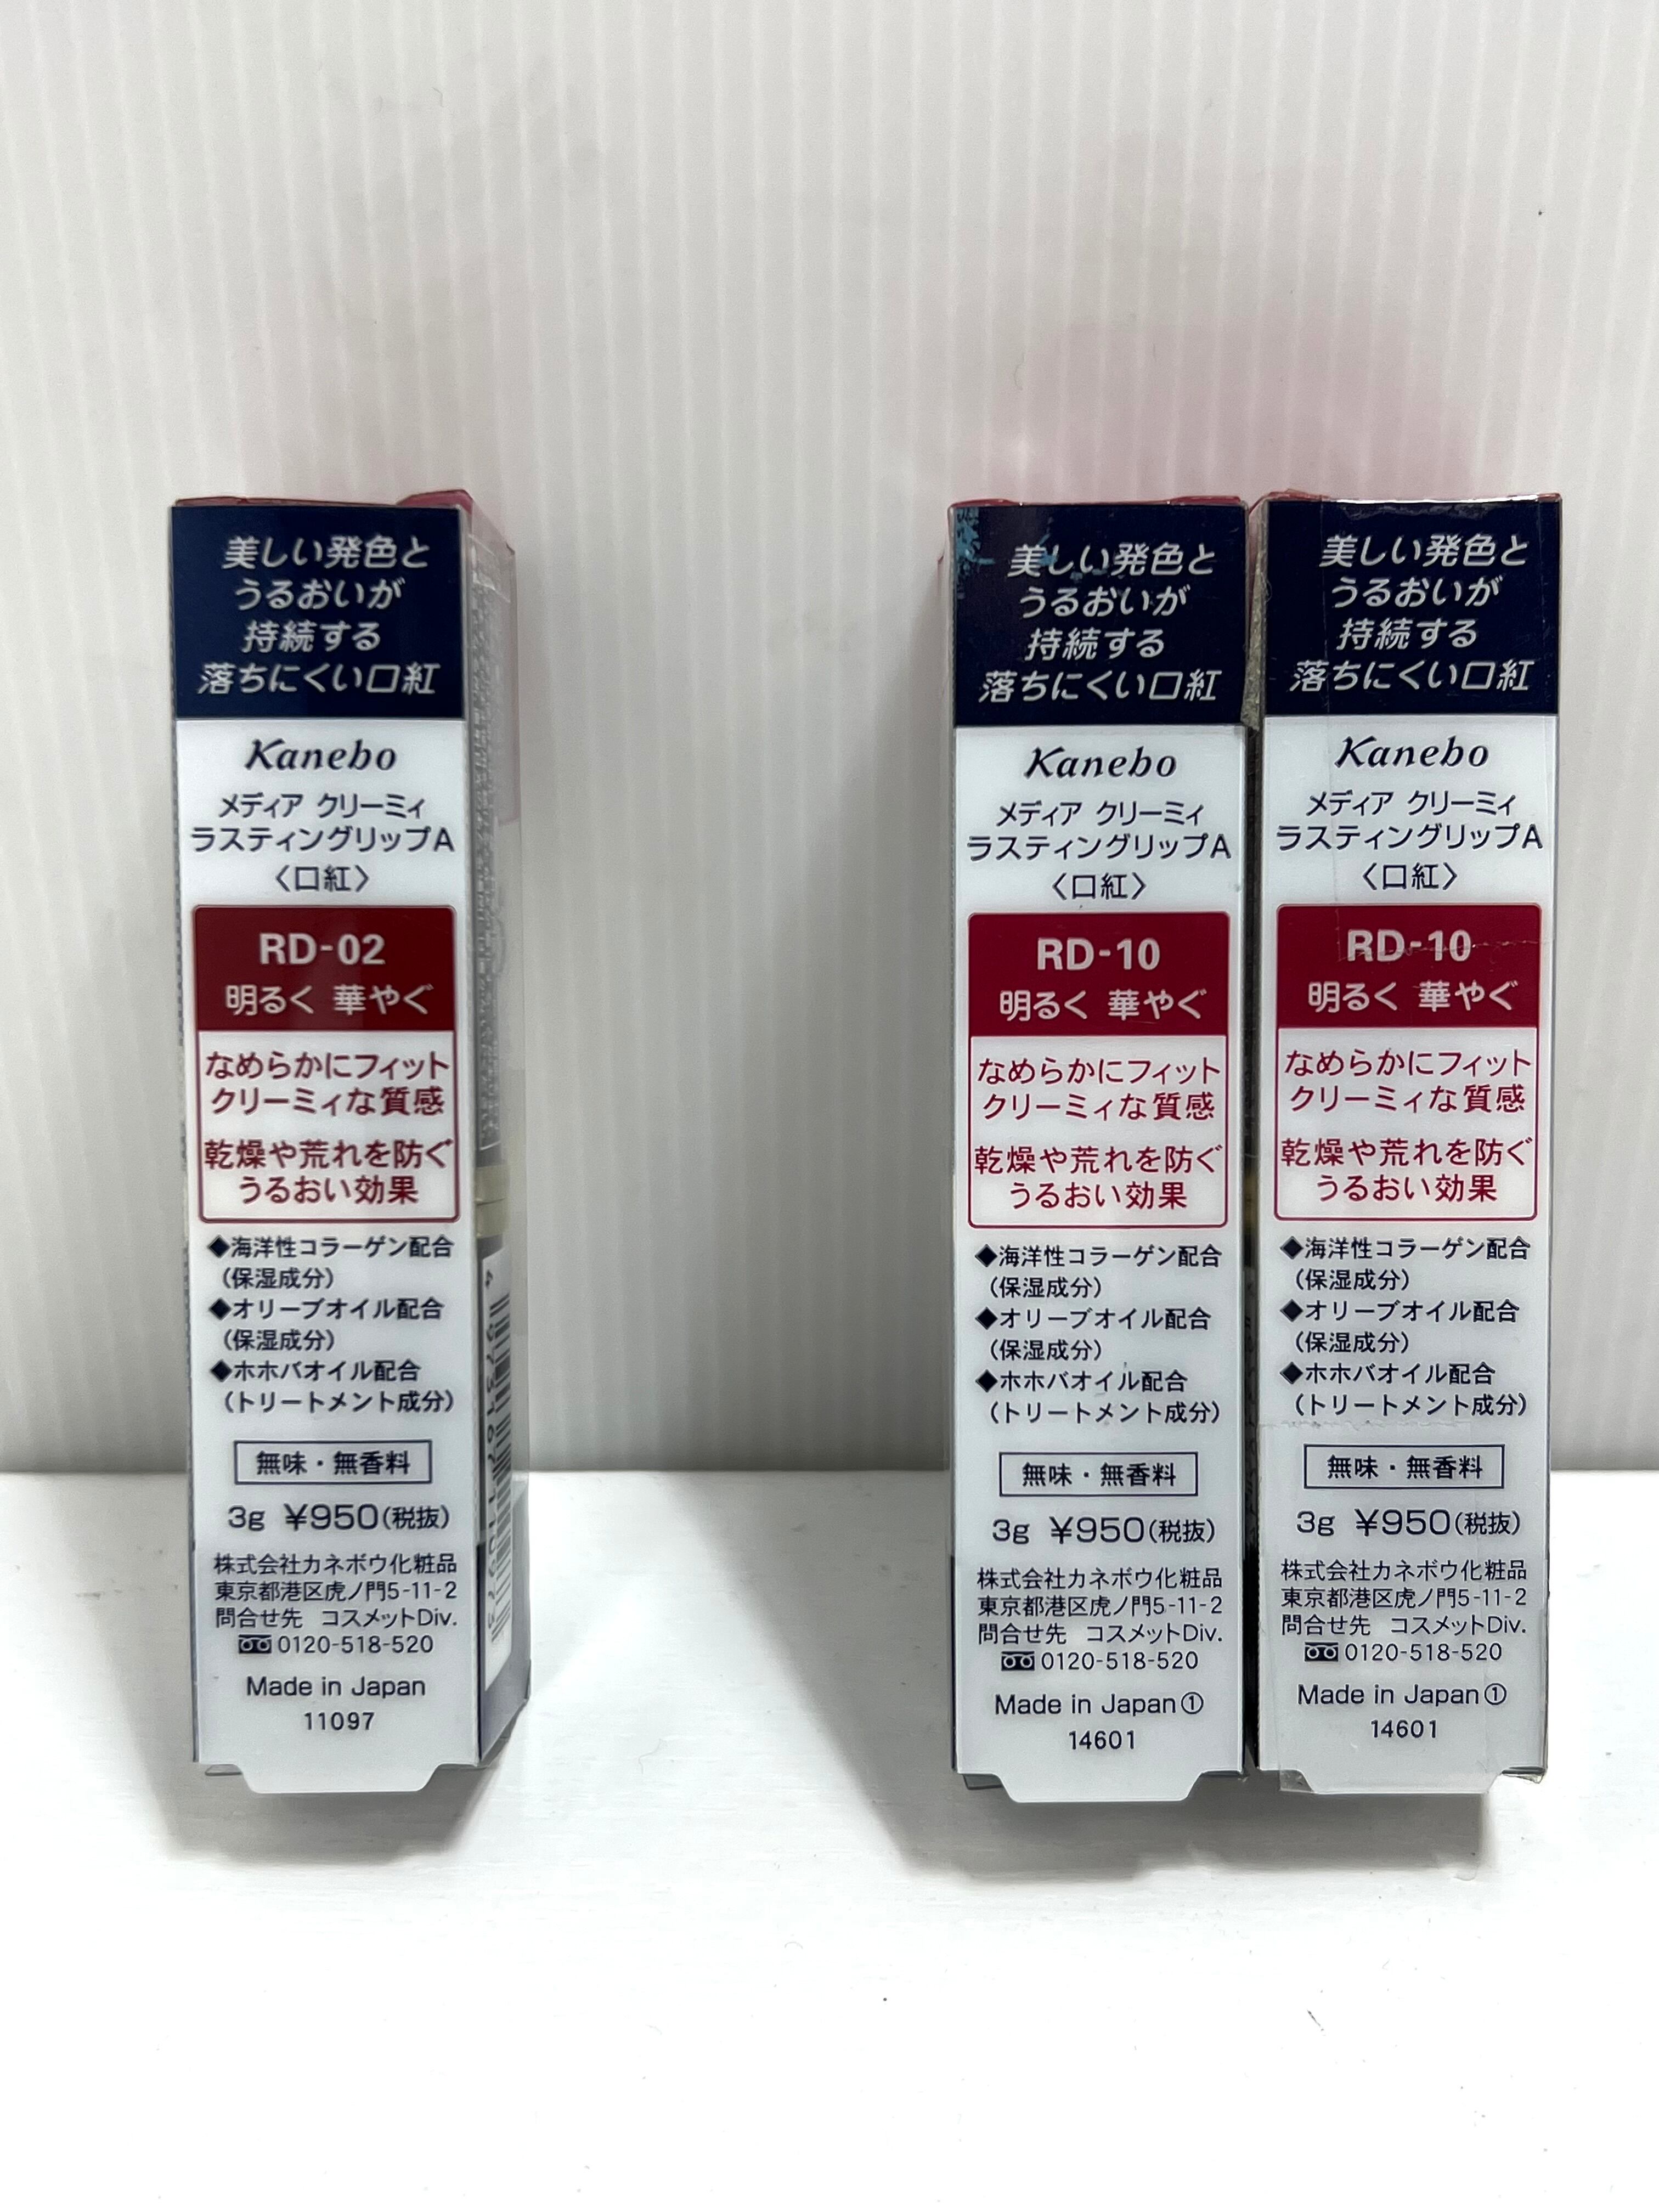 美しい発色と
うるおいが
持続する
落ちにくい口紅
Kanebo
メディア クリーミィ
ラスティングリップA
〈口紅〉
RD-02
明るく 華やぐ
なめらかにフィット
クリーミィな質感
乾燥や荒れを防ぐ
うるおい効果
◆海洋性コラーゲン配合
(保湿成分)
◆オリーブオイル配合
(保湿成分)
◆ホホバオイル配合
(トリートメント成分)
無味・無香料
3g ¥950(税抜)
株式会社カネボウ化粧品
東京都港区虎ノ門5-11-2
問合せ先 コスメットDiv.
0120-518-520
Made in Japan
11097
美しい発色と
うるおいが
持続する
落ちにくい口紅
Kanebo
メディア クリーミィ
ラスティングリップA
〈口紅〉
RD-10
明るく 華やぐ
なめらかにフィット
クリーミィな質感
乾燥や荒れを防ぐ
うるおい効果
◆海洋性コラーゲン配合
(保湿成分)
◆オリーブオイル配合
(保湿成分)
◆ホホバオイル配合
(トリートメント成分)
無味・無香料
3g ¥950(税抜)
株式会社カネボウ化粧品
東京都港区虎ノ門5-11-2
問合せ先 コスメットDiv.
0120-518-520
Made in Japan①
14601
美しい発色と
うるおいが
持続する
落ちにくい口紅
Kanebo
メディア クリーミィ
ラスティングリップA
〈口紅〉
RD-10
明るく 華やぐ
なめらかにフィット
クリーミィな質感
乾燥や荒れを防ぐ
うるおい効果
◆海洋性コラーゲン配合
(保湿成分)
◆オリーブオイル配合
(保湿成分)
◆ホホバオイル配合
(トリートメント成分)
無味・無香料
3g ¥950(税抜)
株式会社カネボウ化粧品
東京都港区虎ノ門5-11-2
問合せ先 コスメットDiv.
0120-518-520
Made in Japan①
14601